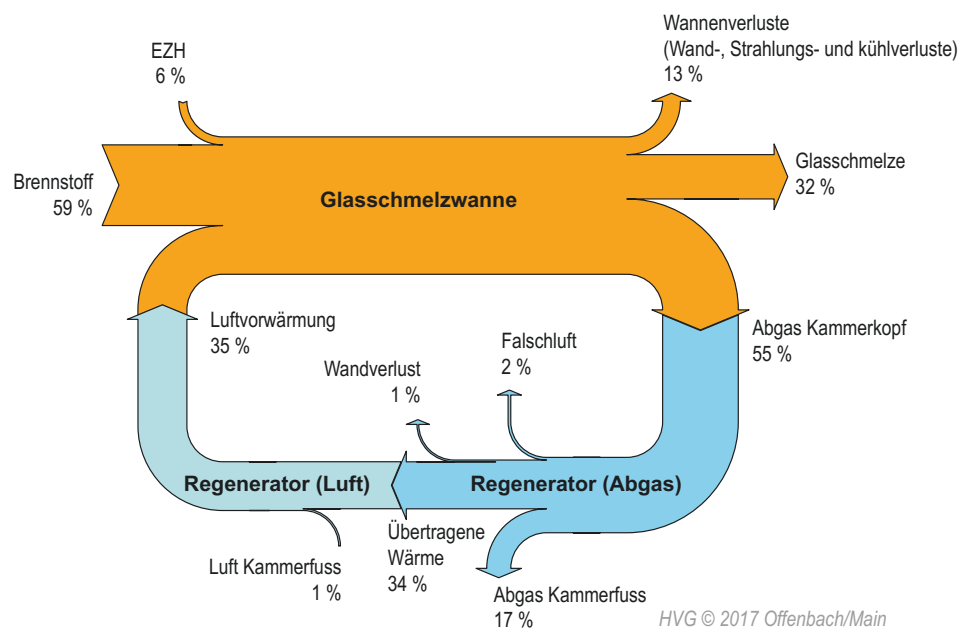 EZH
6 %
Wannenverluste
(Wand-, Strahlungs- und kühlverluste)
13 %
Brennstoff
59 %
Glasschmelzwanne
Glasschmelze
32 %
Luftvorwärmung
35 %
Wandverlust
1 %
Falschluft
2 %
Abgas Kammerkopf
55 %
Regenerator (Luft)
Regenerator (Abgas)
Luft Kammerfuss
1 %
Übertragene
Wärme
34 %
Abgas Kammerfuss
17 %
HVG © 2017 Offenbach/Main